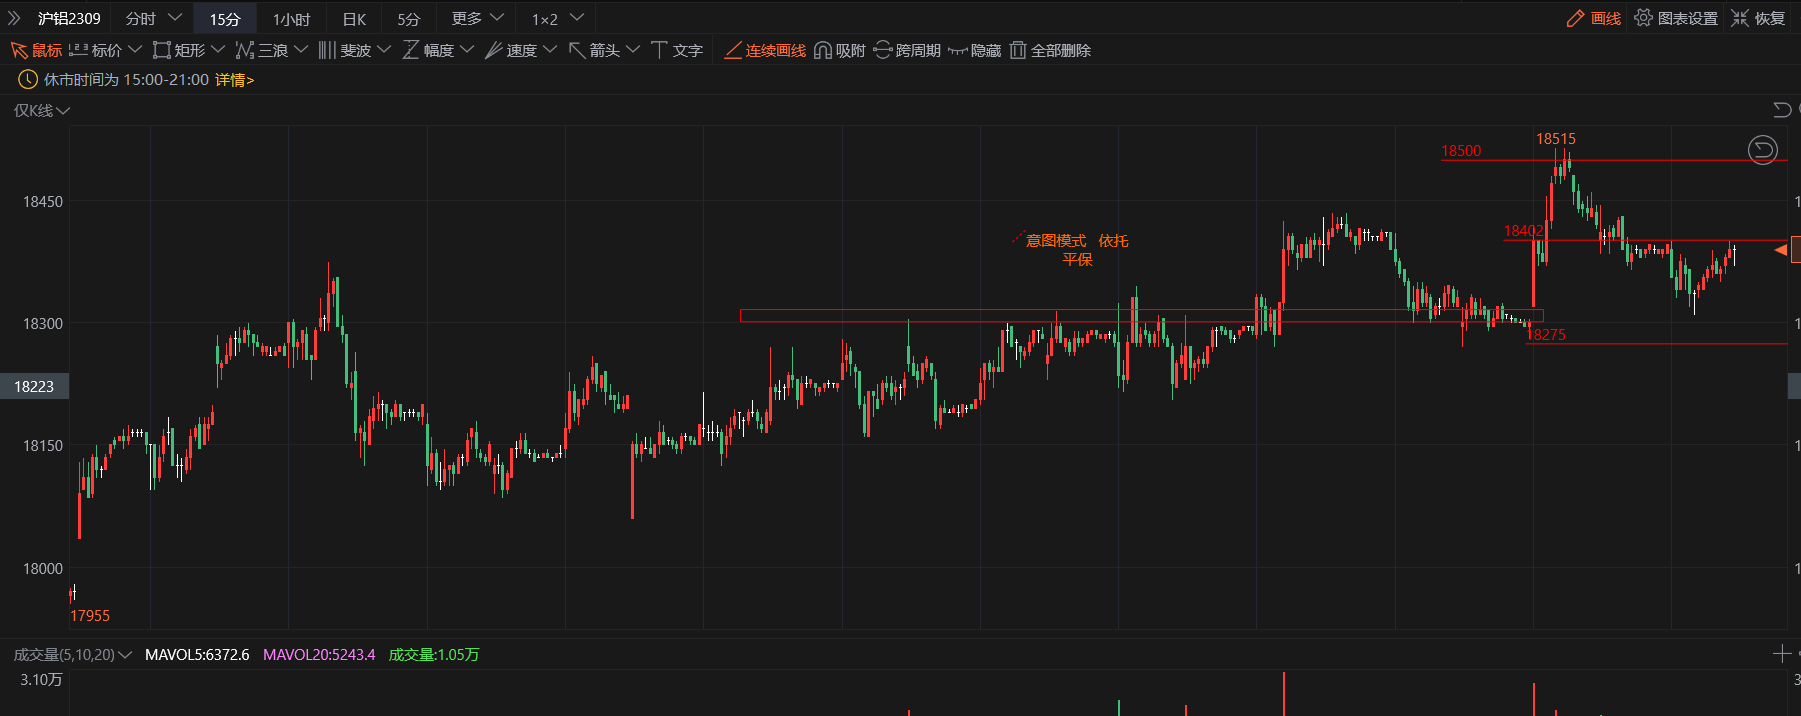 沪铝2309 分时 15分 1小时 日K 5分 更多 1×2 画线 图表设置 恢复
鼠标 123 标价 矩形 三浪 斐波 幅度 速度 箭头 文字 连续画线 吸附 跨周期 隐藏 全部删除
休市时间为 15:00-21:00 详情>
仅K线
18515
18500
18450
18402
意图模式 依托
平保
18300
18275
18223
18150
18000
17955
成交量(5,10,20) MAVOL5:6372.6 MAVOL20:5243.4 成交量:1.05万
3.10万